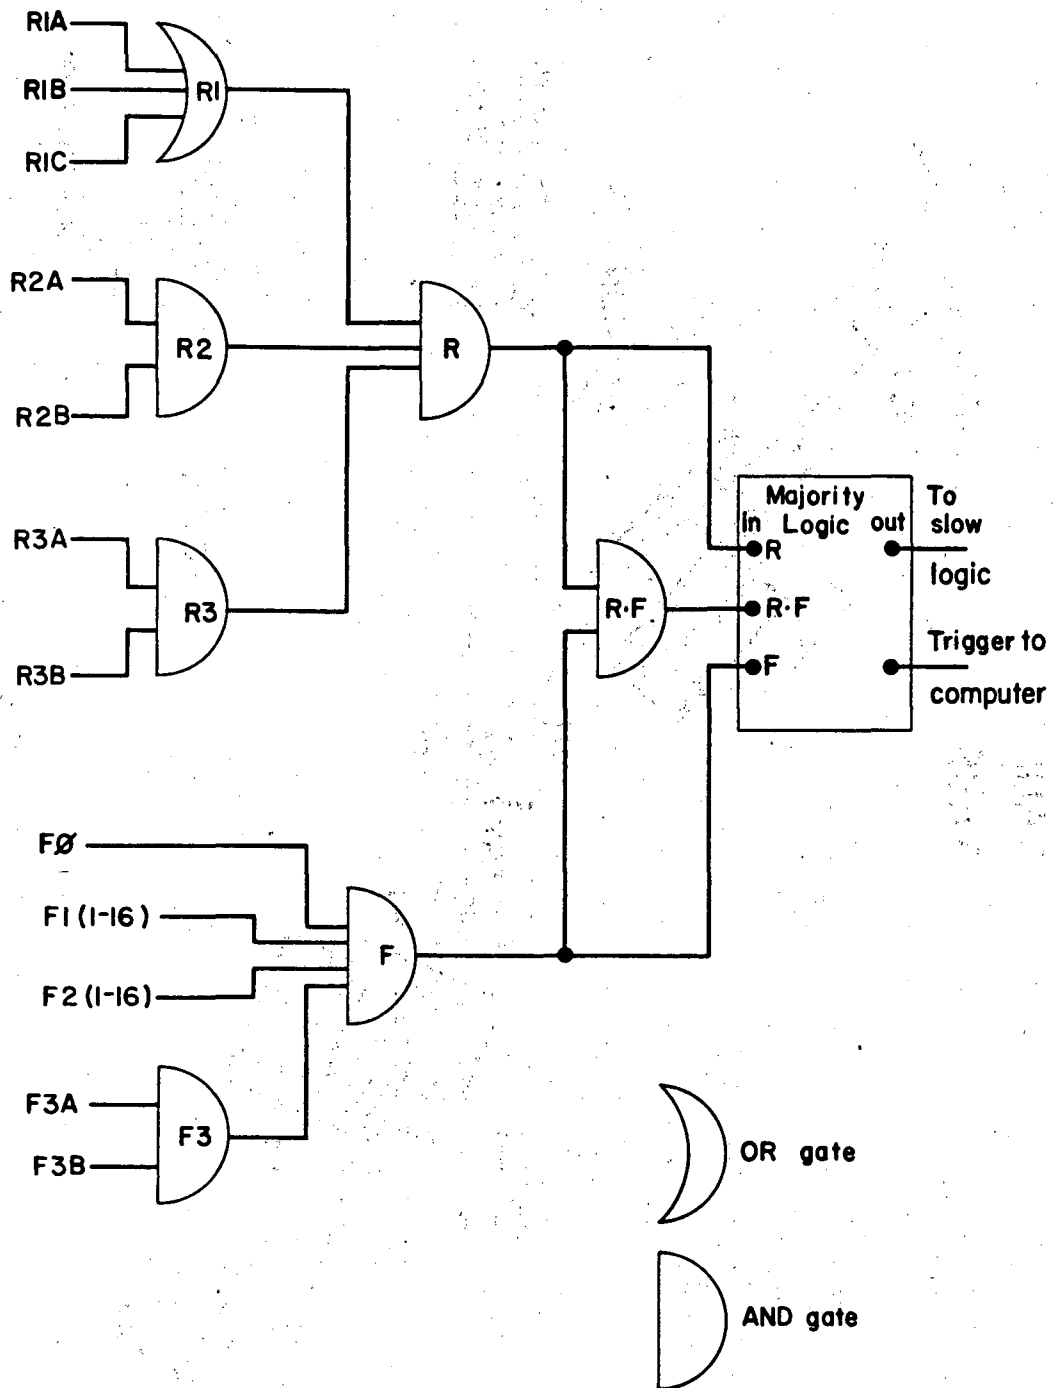 R1A
R1B
R1
R1C
R2A
R2
R
R2B
R3A
R3
R3B
Majority
In Logic out
R
R·F
F
To
slow
logic
R·F
Trigger to
computer
FØ
F1 (1-16)
F
F2 (1-16)
F3A
F3
F3B
OR gate
AND gate